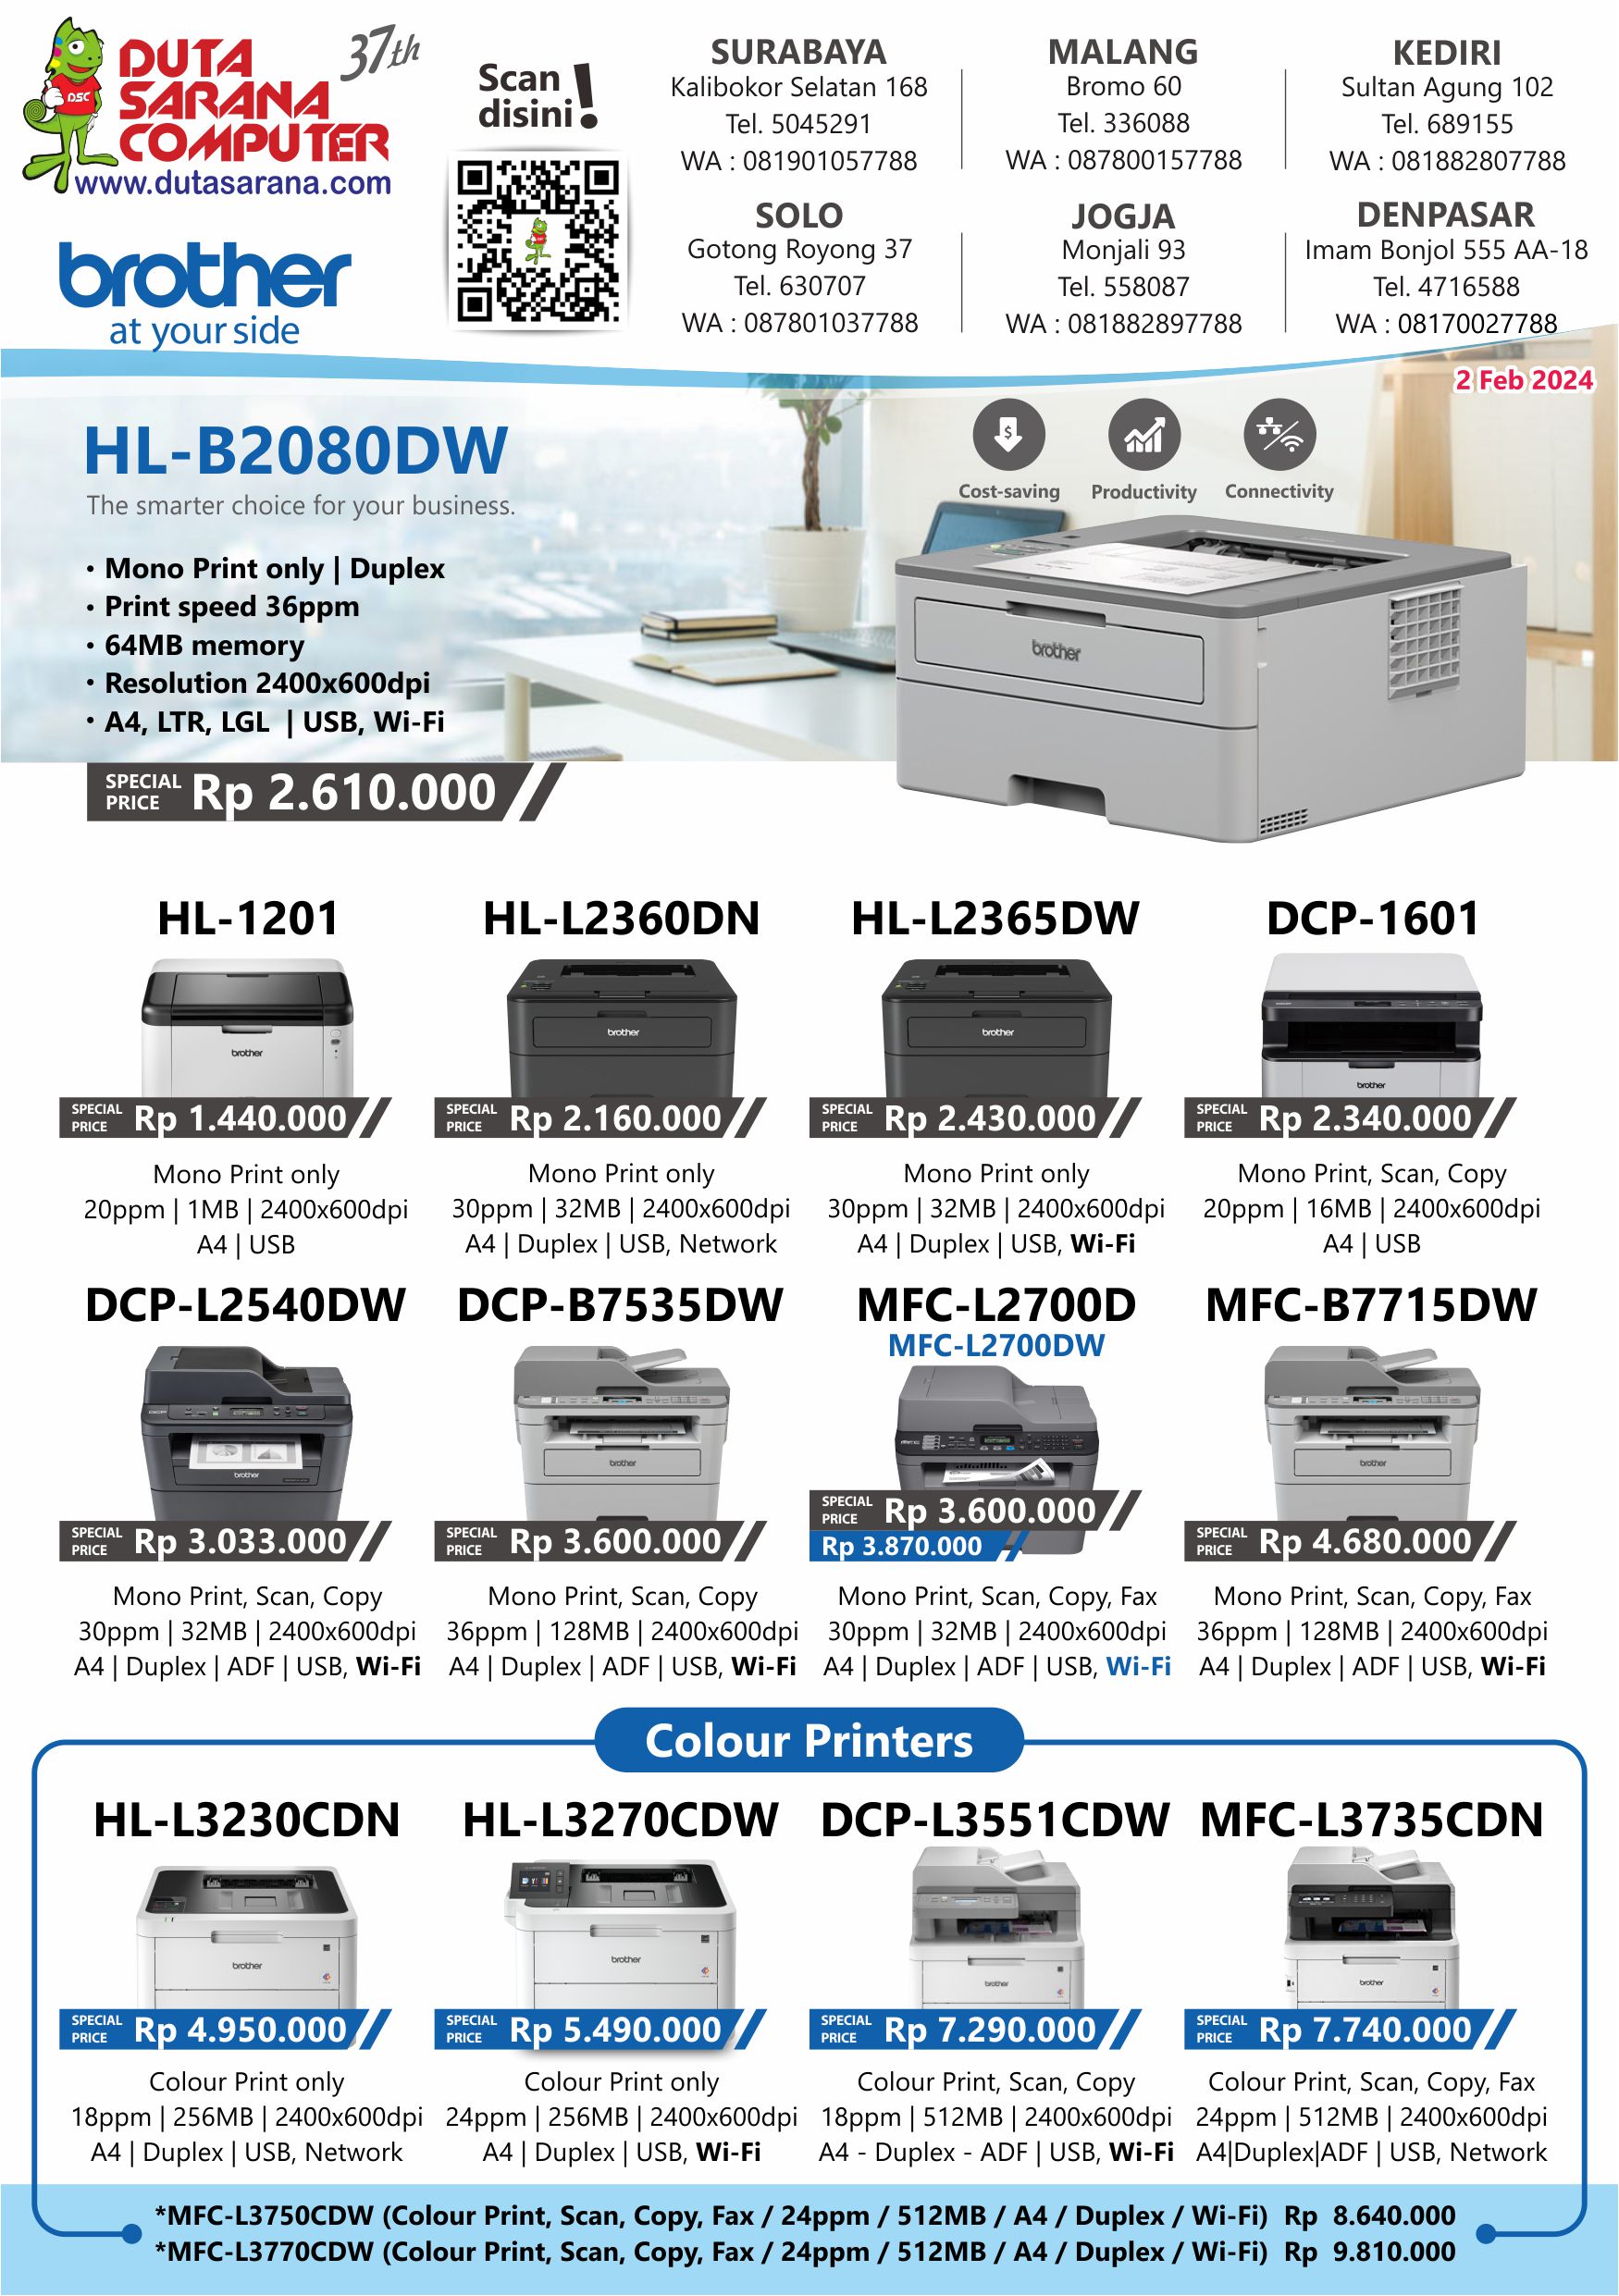 DUTA
SARANA
COMPUTER
37th
DSC
www.dutasarana.com
brother
at your side
Scan
disini!
SURABAYA
Kalibokor Selatan 168
Tel. 5045291
WA : 081901057788
MALANG
Bromo 60
Tel. 336088
WA : 087800157788
KEDIRI
Sultan Agung 102
Tel. 689155
WA : 081882807788
SOLO
Gotong Royong 37
Tel. 630707
WA : 087801037788
JOGJA
Monjali 93
Tel. 558087
WA : 081882897788
DENPASAR
Imam Bonjol 555 AA-18
Tel. 4716588
WA : 08170027788
2 Feb 2024
HL-B2080DW
The smarter choice for your business.
• Mono Print only | Duplex
• Print speed 36ppm
• 64MB memory
• Resolution 2400x600dpi
• A4, LTR, LGL | USB, Wi-Fi
SPECIAL PRICE Rp 2.610.000
Cost-saving
Productivity
Connectivity
brother
HL-1201
brother
SPECIAL PRICE Rp 1.440.000
Mono Print only
20ppm | 1MB | 2400x600dpi
A4 | USB
HL-L2360DN
brother
SPECIAL PRICE Rp 2.160.000
Mono Print only
30ppm | 32MB | 2400x600dpi
A4 | Duplex | USB, Network
HL-L2365DW
brother
SPECIAL PRICE Rp 2.430.000
Mono Print only
30ppm | 32MB | 2400x600dpi
A4 | Duplex | USB, Wi-Fi
DCP-1601
brother
SPECIAL PRICE Rp 2.340.000
Mono Print, Scan, Copy
20ppm | 16MB | 2400x600dpi
A4 | USB
DCP-L2540DW
brother
SPECIAL PRICE Rp 3.033.000
Mono Print, Scan, Copy
30ppm | 32MB | 2400x600dpi
A4 | Duplex | ADF | USB, Wi-Fi
DCP-B7535DW
brother
SPECIAL PRICE Rp 3.600.000
Mono Print, Scan, Copy
36ppm | 128MB | 2400x600dpi
A4 | Duplex | ADF | USB, Wi-Fi
MFC-L2700D
MFC-L2700DW
SPECIAL PRICE Rp 3.600.000
Rp 3.870.000
Mono Print, Scan, Copy, Fax
30ppm | 32MB | 2400x600dpi
A4 | Duplex | ADF | USB, Wi-Fi
MFC-B7715DW
brother
SPECIAL PRICE Rp 4.680.000
Mono Print, Scan, Copy, Fax
36ppm | 128MB | 2400x600dpi
A4 | Duplex | ADF | USB, Wi-Fi
Colour Printers
HL-L3230CDN
brother
SPECIAL PRICE Rp 4.950.000
Colour Print only
18ppm | 256MB | 2400x600dpi
A4 | Duplex | USB, Network
HL-L3270CDW
brother
SPECIAL PRICE Rp 5.490.000
Colour Print only
24ppm | 256MB | 2400x600dpi
A4 | Duplex | USB, Wi-Fi
DCP-L3551CDW
brother
SPECIAL PRICE Rp 7.290.000
Colour Print, Scan, Copy
18ppm | 512MB | 2400x600dpi
A4 - Duplex - ADF | USB, Wi-Fi
MFC-L3735CDN
brother
SPECIAL PRICE Rp 7.740.000
Colour Print, Scan, Copy, Fax
24ppm | 512MB | 2400x600dpi
A4|Duplex|ADF | USB, Network
*MFC-L3750CDW (Colour Print, Scan, Copy, Fax / 24ppm / 512MB / A4 / Duplex / Wi-Fi) Rp 8.640.000
*MFC-L3770CDW (Colour Print, Scan, Copy, Fax / 24ppm / 512MB / A4 / Duplex / Wi-Fi) Rp 9.810.000